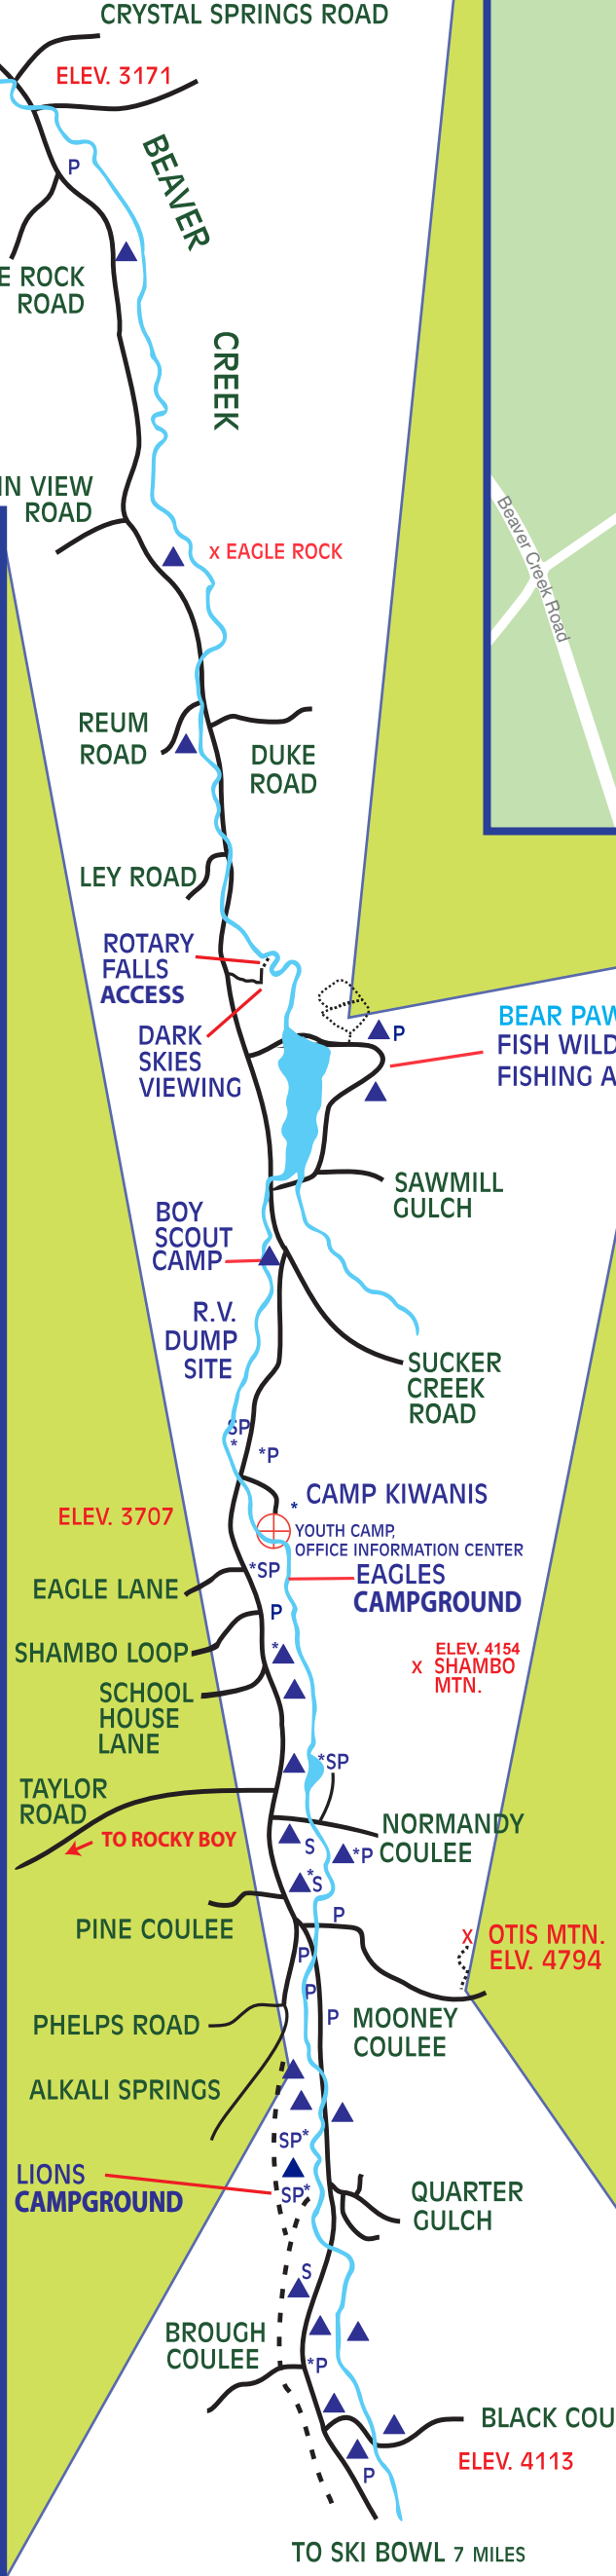 CRYSTAL SPRINGS ROAD
ELEV. 3171
P
BEAVER
CREEK
E ROCK
ROAD
IN VIEW
ROAD
x EAGLE ROCK
Beaver Creek Road
REUM
ROAD
DUKE
ROAD
LEY ROAD
ROTARY
FALLS
ACCESS
DARK
SKIES
VIEWING
P
BEAR PAW
FISH WILD
FISHING A
SAWMILL
GULCH
BOY
SCOUT
CAMP
R.V.
DUMP
SITE
SUCKER
CREEK
ROAD
SP
*
*P
* CAMP KIWANIS
YOUTH CAMP,
OFFICE INFORMATION CENTER
ELEV. 3707
*SP
EAGLES
CAMPGROUND
EAGLE LANE
P
SHAMBO LOOP
*
ELEV. 4154
x SHAMBO
MTN.
SCHOOL
HOUSE
LANE
*SP
TAYLOR
ROAD
TO ROCKY BOY
NORMANDY
COULEE
S
*P
*S
PINE COULEE
P
P
X OTIS MTN.
ELV. 4794
P
P
MOONEY
COULEE
PHELPS ROAD
ALKALI SPRINGS
SP*
LIONS
CAMPGROUND
SP*
QUARTER
GULCH
S
BROUGH
COULEE
*P
BLACK COU
ELEV. 4113
P
TO SKI BOWL 7 MILES